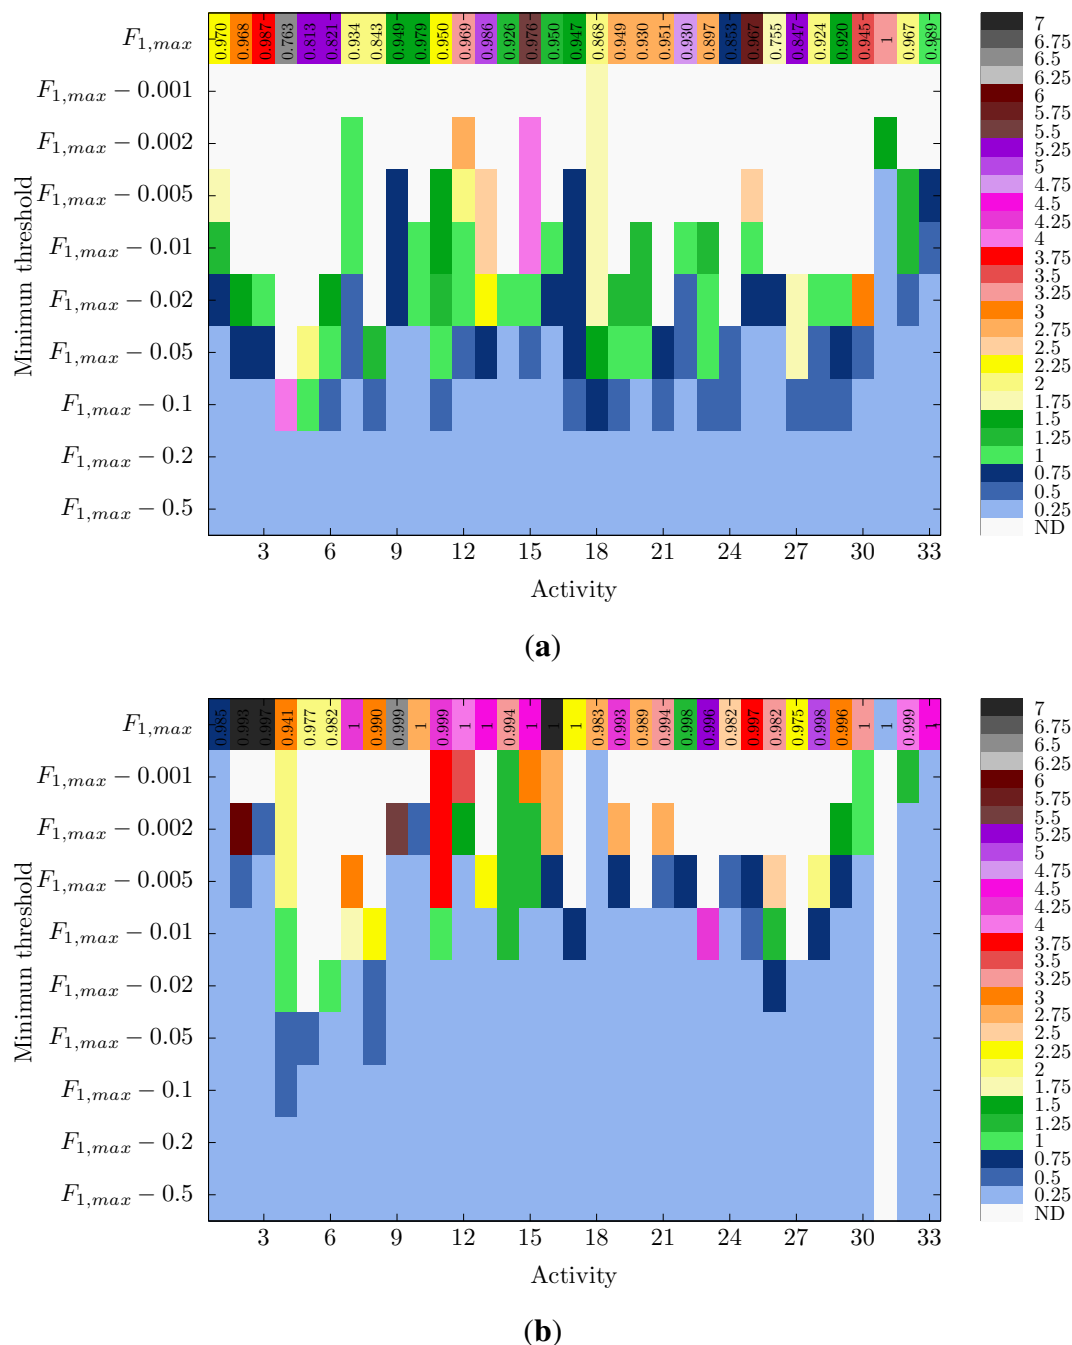 F1,max
0.970 0.968 0.987 0.763 0.813 0.821 0.934 0.843 0.949 0.979 0.950 0.969 0.986 0.926 0.976 0.950 0.947 0.868 0.949 0.930 0.951 0.930 0.897 0.853 0.967 0.755 0.847 0.924 0.920 0.945 1 0.967 0.989
F1,max − 0.001
F1,max − 0.002
F1,max − 0.005
F1,max − 0.01
F1,max − 0.02
F1,max − 0.05
F1,max − 0.1
F1,max − 0.2
F1,max − 0.5
Minimun threshold
3 6 9 12 15 18 21 24 27 30 33
Activity
7
6.75
6.5
6.25
6
5.75
5.5
5.25
5
4.75
4.5
4.25
4
3.75
3.5
3.25
3
2.75
2.5
2.25
2
1.75
1.5
1.25
1
0.75
0.5
0.25
ND
(a)
F1,max
0.985 0.993 0.997 0.941 0.977 0.982 1 0.990 0.999 1 0.999 1 1 0.994 1 1 1 0.983 0.993 0.989 0.994 0.998 0.996 0.982 0.997 0.982 0.975 0.998 0.996 1 1 0.999 1
F1,max − 0.001
F1,max − 0.002
F1,max − 0.005
F1,max − 0.01
F1,max − 0.02
F1,max − 0.05
F1,max − 0.1
F1,max − 0.2
F1,max − 0.5
Minimun threshold
3 6 9 12 15 18 21 24 27 30 33
Activity
7
6.75
6.5
6.25
6
5.75
5.5
5.25
5
4.75
4.5
4.25
4
3.75
3.5
3.25
3
2.75
2.5
2.25
2
1.75
1.5
1.25
1
0.75
0.5
0.25
ND
(b)